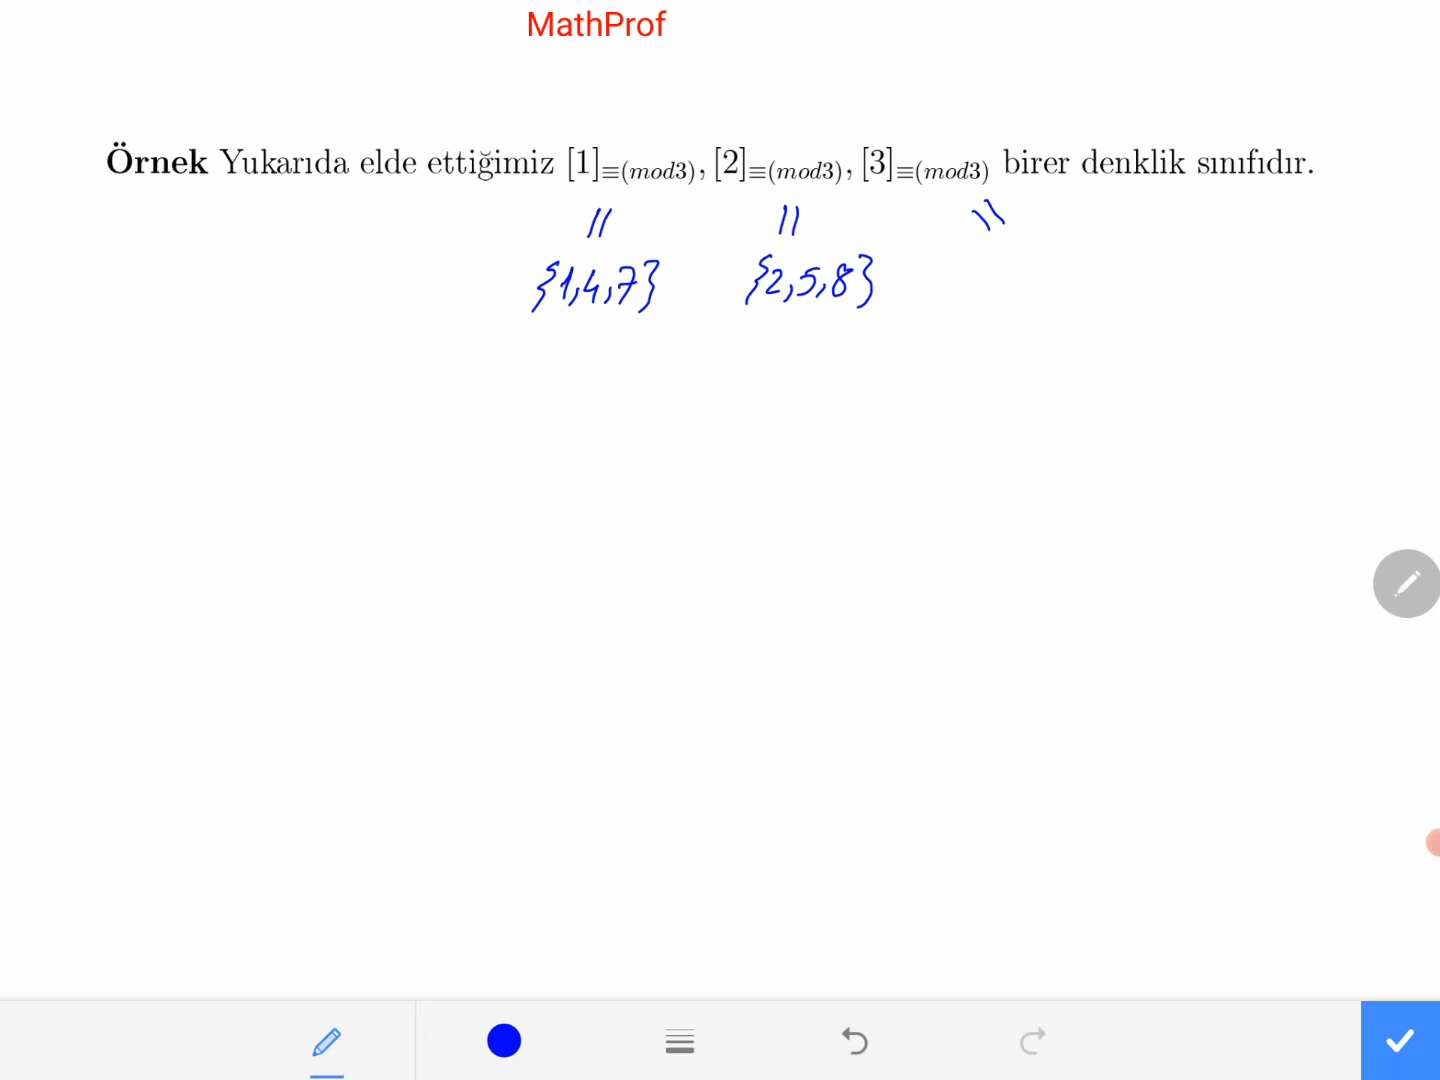 MathProf
Örnek Yukarıda elde ettiğimiz [1]≡(mod3), [2]≡(mod3), [3]≡(mod3) birer denklik sınıfıdır.
{1,4,7} {2,5,8}